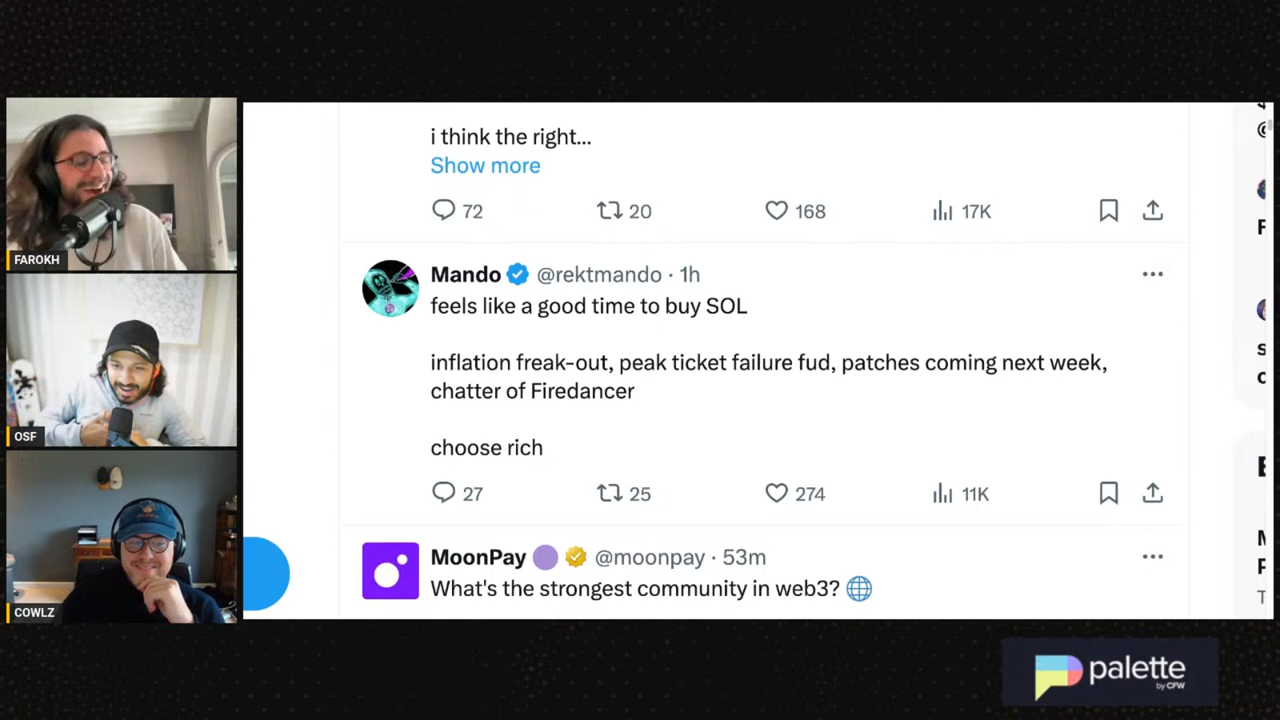 FAROKH
OSF
COWLZ
i think the right...
Show more
72 20 168 17K
Mando @rektmando · 1h
feels like a good time to buy SOL
inflation freak-out, peak ticket failure fud, patches coming next week,
chatter of Firedancer
choose rich
27 25 274 11K
MoonPay @moonpay · 53m
What's the strongest community in web3?
palette
by CFW